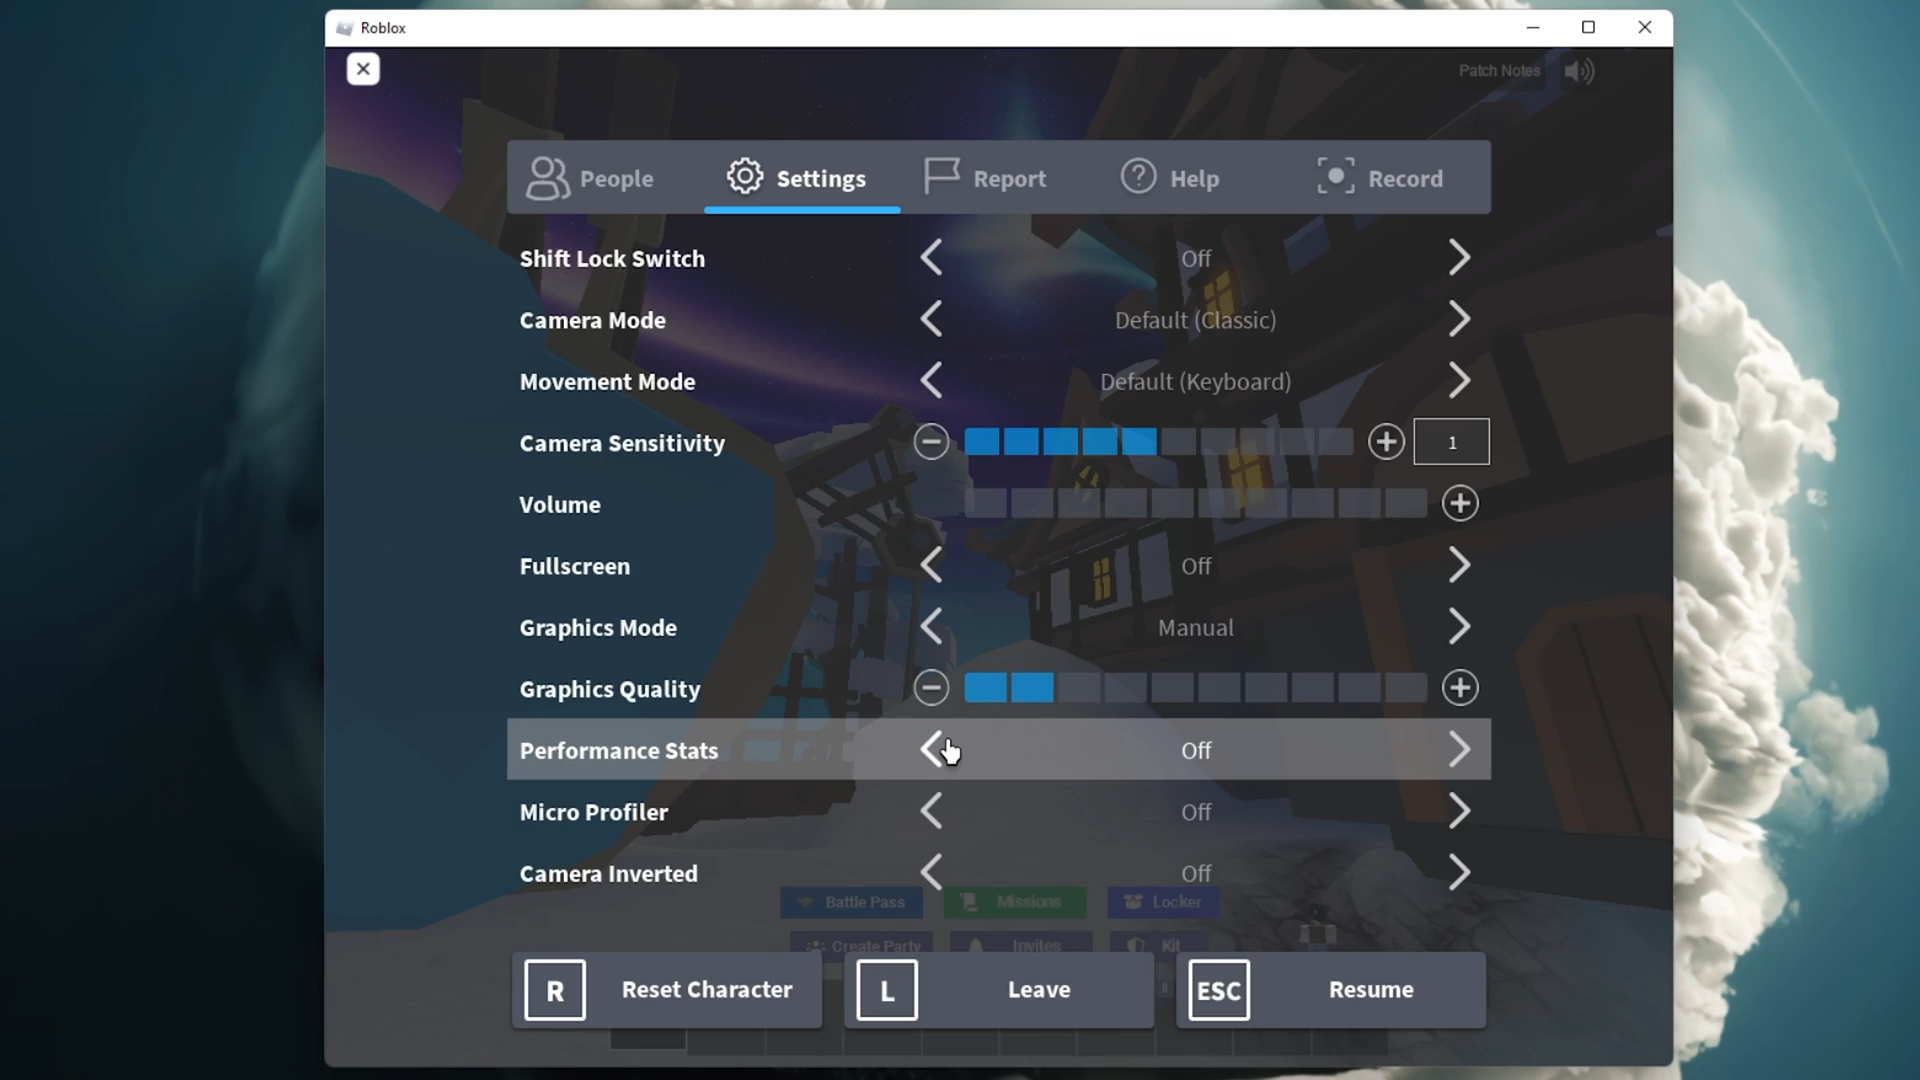 Roblox
Patch Notes
People Settings Report Help Record
Shift Lock Switch Off
Camera Mode Default (Classic)
Movement Mode Default (Keyboard)
Camera Sensitivity 1
Volume
Fullscreen Off
Graphics Mode Manual
Graphics Quality
Performance Stats Off
Micro Profiler Off
Camera Inverted Off
Battle Pass Missions Locker
Create Party Invites Kit
R Reset Character L Leave ESC Resume